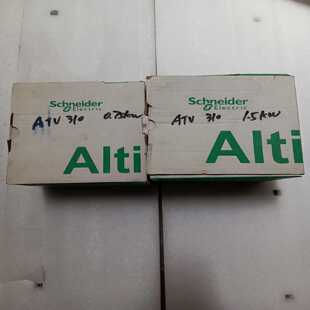 Schneider
Electric
ATV 310 0.75kW
Alti
Schneider
Electric
ATV 310 1.5kW
Alti